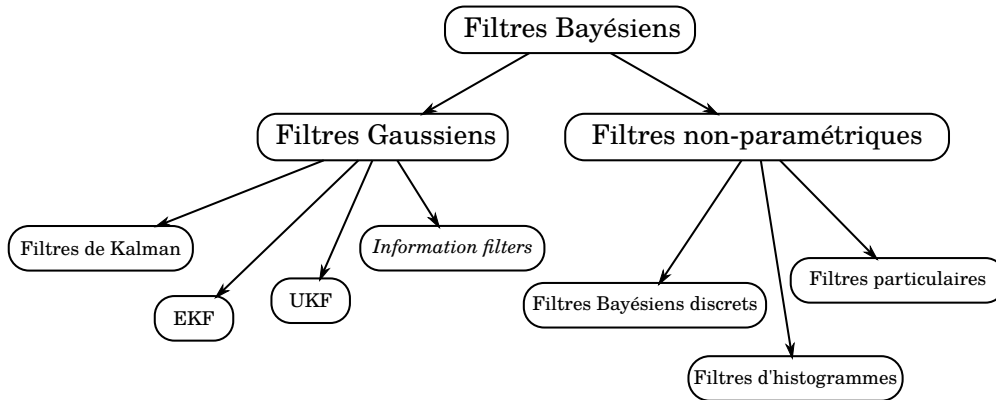 Filtres Bayésiens
Filtres Gaussiens
Filtres non-paramétriques
Filtres de Kalman
Information filters
EKF
UKF
Filtres Bayésiens discrets
Filtres particulaires
Filtres d'histogrammes